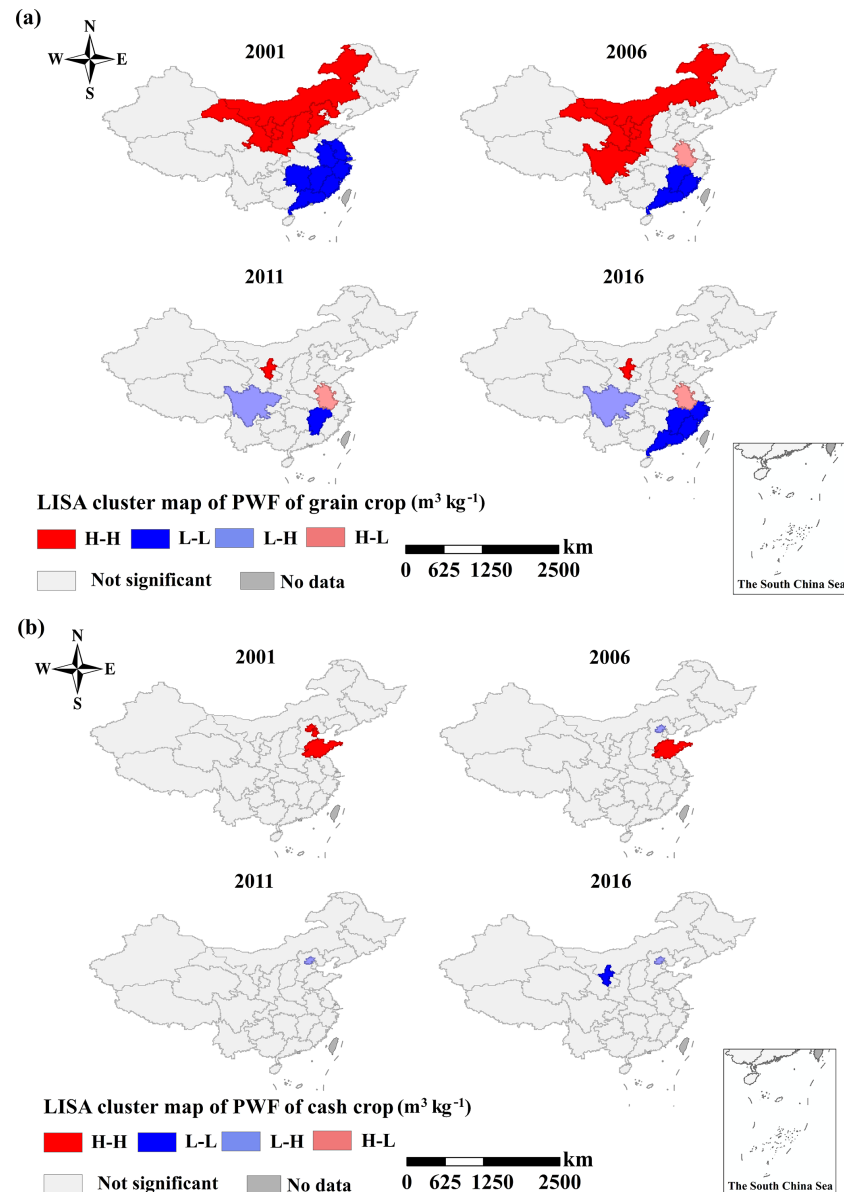 (a)
N
W E
S
2001
2006
2011
2016
LISA cluster map of PWF of grain crop (m³ kg⁻¹)
H-H L-L L-H H-L
Not significant No data
km
0 625 1250 2500
The South China Sea
(b)
N
W E
S
2001
2006
2011
2016
LISA cluster map of PWF of cash crop (m³ kg⁻¹)
H-H L-L L-H H-L
Not significant No data
km
0 625 1250 2500
The South China Sea